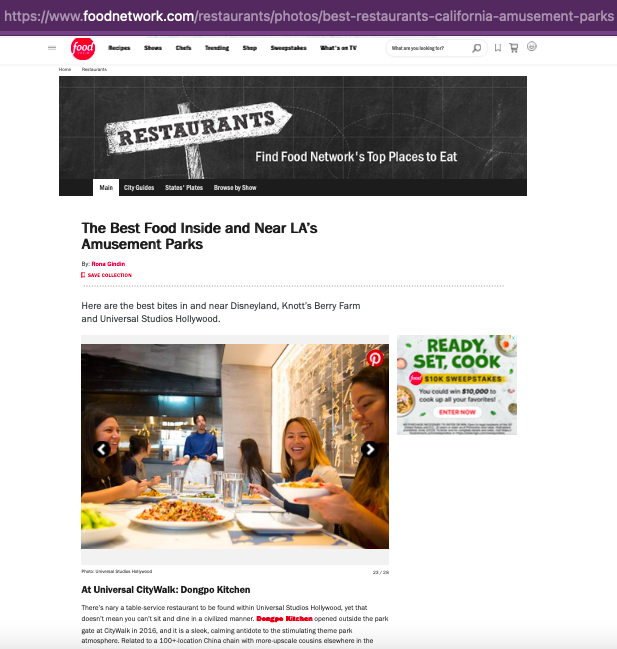 https://www.foodnetwork.com/restaurants/photos/best-restaurants-california-amusement-parks
food
Recipes Shows Chefs Trending Shop Sweepstakes What's on TV What are you looking for?
Home Restaurants
RESTAURANTS
Find Food Network's Top Places to Eat
Main City Guides States' Plates Browse by Show
The Best Food Inside and Near LA's
Amusement Parks
By: Rona Gindin
SAVE COLLECTION
Here are the best bites in and near Disneyland, Knott's Berry Farm
and Universal Studios Hollywood.
READY,
SET, COOK
food $10K SWEEPSTAKES
You could win $10,000 to
cook up all your favorites!
ENTER NOW
Photo: Universal Studios Hollywood
23 / 28
At Universal CityWalk: Dongpo Kitchen
There's nary a table-service restaurant to be found within Universal Studios Hollywood, yet that
doesn't mean you can't sit and dine in a civilized manner. Dongpo Kitchen opened outside the park
gate at CityWalk in 2016, and it is a sleek, calming antidote to the stimulating theme park
atmosphere. Related to a 100+-location China chain with more-upscale cousins elsewhere in the